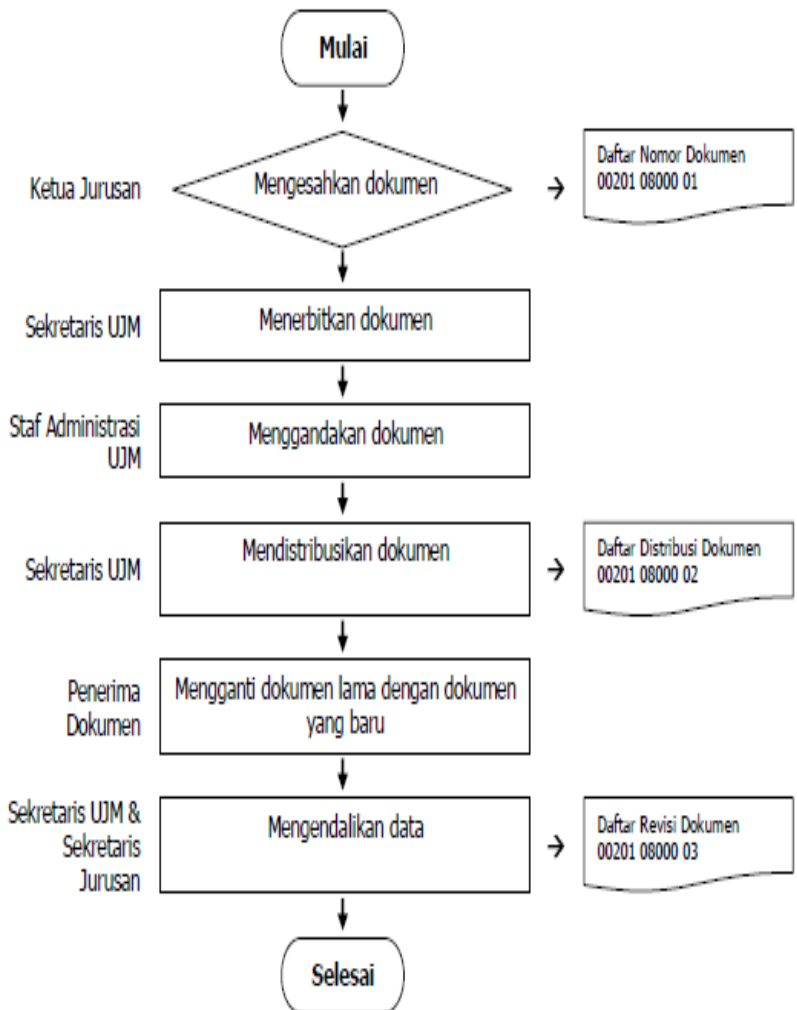 Mulai
Ketua Jurusan
Mengesahkan dokumen
Daftar Nomor Dokumen
00201 08000 01
Sekretaris UJM
Menerbitkan dokumen
Staf Administrasi
UJM
Menggandakan dokumen
Sekretaris UJM
Mendistribusikan dokumen
Daftar Distribusi Dokumen
00201 08000 02
Penerima
Dokumen
Mengganti dokumen lama dengan dokumen
yang baru
Sekretaris UJM &
Sekretaris
Jurusan
Mengendalikan data
Daftar Revisi Dokumen
00201 08000 03
Selesai